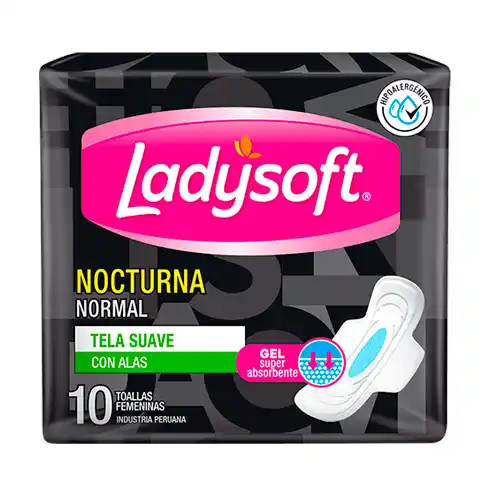 HIPOALERGÉNICO
Ladysoft®
NOCTURNA
NORMAL
TELA SUAVE
CON ALAS
GEL
super
absorbente
10 TOALLAS
FEMENINAS
INDUSTRIA PERUANA